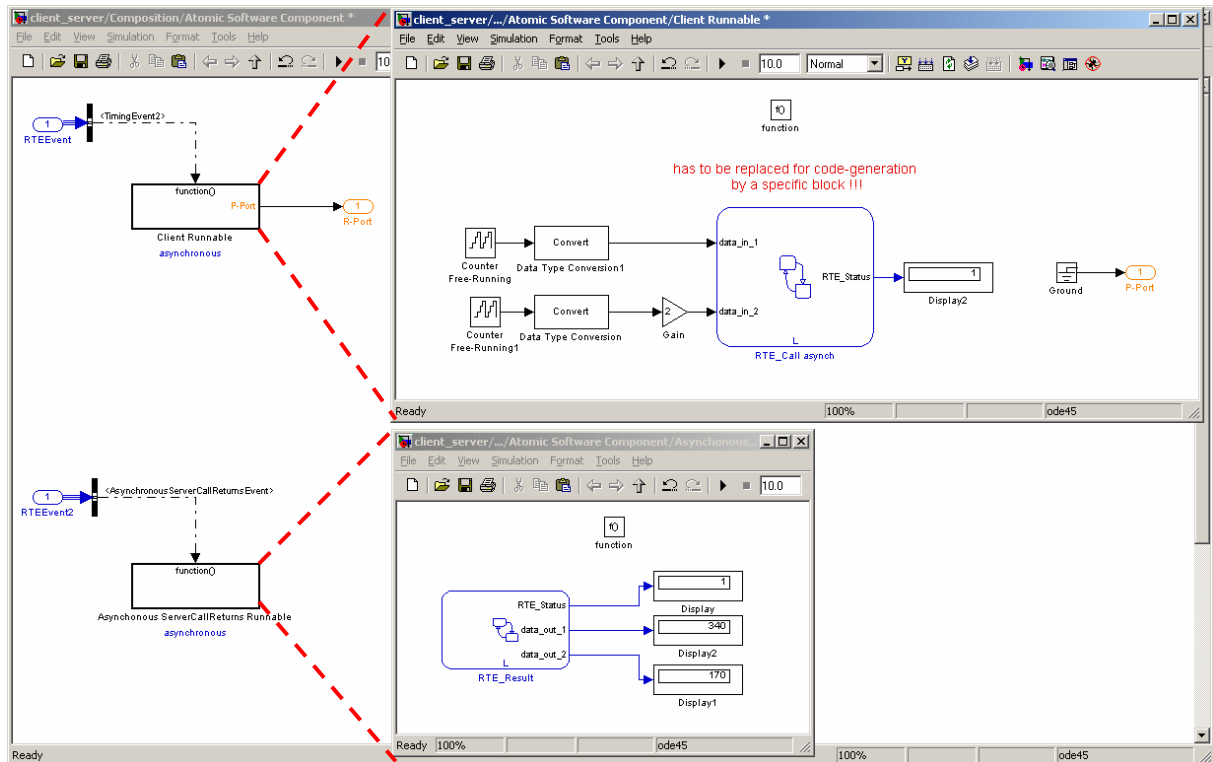 client_server/Composition/Atomic Software Component *
File Edit View Simulation Format Tools Help
10
1
RTEEvent
<TimingEvent2>
function()
P-Port
Client Runnable
asynchronous
1
R-Port
1
RTEEvent2
<AsynchronousServerCallReturnsEvent>
function()
Asynchonous ServerCallReturns Runnable
asynchronous
Ready
100%
ode45
client_server/.../Atomic Software Component/Client Runnable *
File Edit View Simulation Format Tools Help
10.0
Normal
f()
function
has to be replaced for code-generation
by a specific block !!!
Counter
Free-Running
Convert
Data Type Conversion1
Counter
Free-Running1
Convert
Data Type Conversion
2
Gain
data_in_1
data_in_2
RTE_Status
L
RTE_Call asynch
1
Display2
Ground
1
P-Port
Ready
100%
ode45
client_server/.../Atomic Software Component/Asynchonous...
File Edit View Simulation Format Tools Help
10.0
f()
function
RTE_Status
data_out_1
data_out_2
L
RTE_Result
1
Display
340
Display2
170
Display1
Ready
100%
ode45